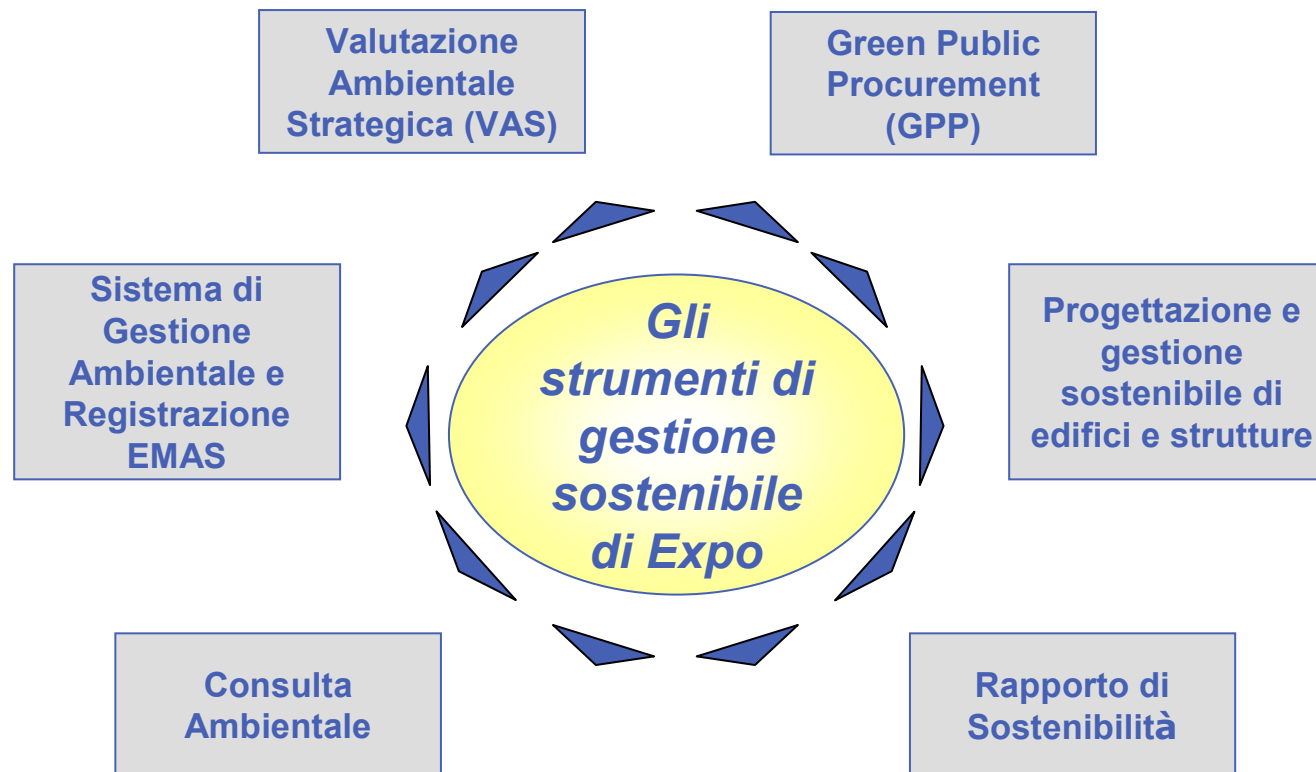 Valutazione
Ambientale
Strategica (VAS)
Green Public
Procurement
(GPP)
Sistema di
Gestione
Ambientale e
Registrazione
EMAS
Gli
strumenti di
gestione
sostenibile
di Expo
Progettazione e
gestione
sostenibile di
edifici e strutture
Consulta
Ambientale
Rapporto di
Sostenibilità